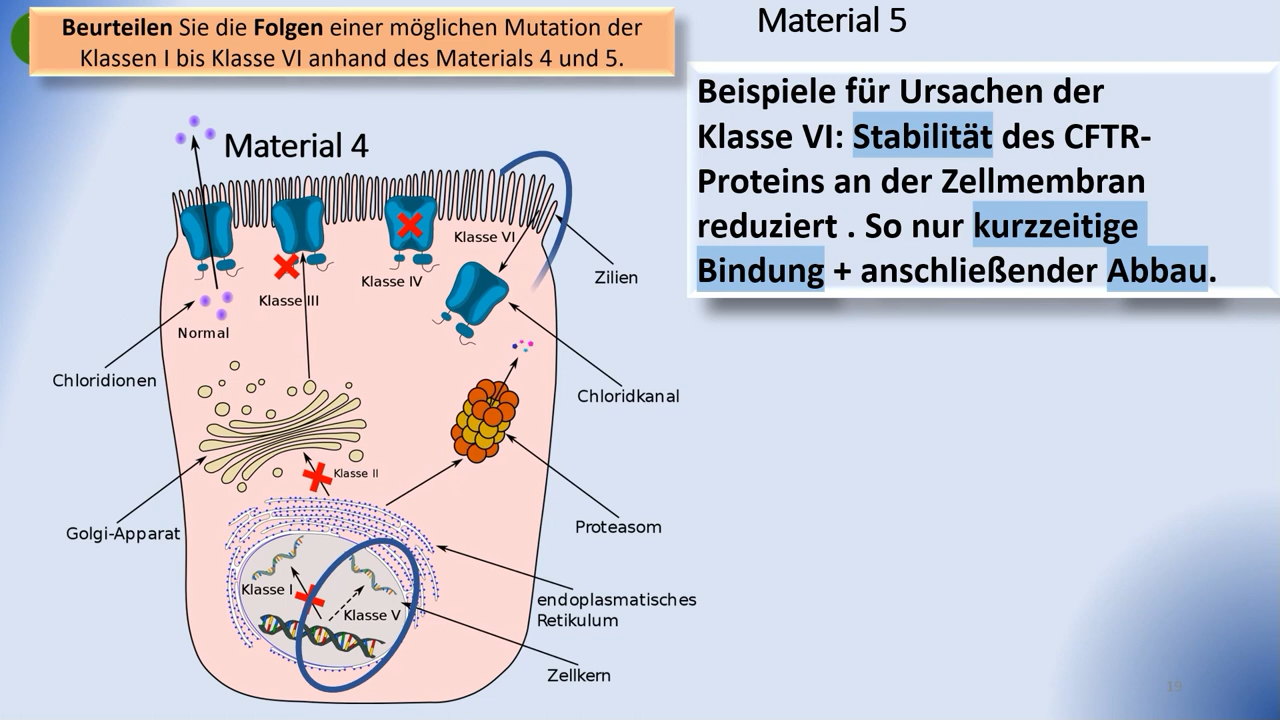 Beurteilen Sie die Folgen einer möglichen Mutation der
Klassen I bis Klasse VI anhand des Materials 4 und 5.
Material 5
Beispiele für Ursachen der
Klasse VI: Stabilität des CFTR-
Proteins an der Zellmembran
reduziert . So nur kurzzeitige
Bindung + anschließender Abbau.
Material 4
Klasse VI
Zilien
Klasse IV
Klasse III
Normal
Chloridionen
Chloridkanal
Klasse II
Golgi-Apparat
Proteasom
Klasse I
Klasse V
endoplasmatisches
Retikulum
Zellkern
19